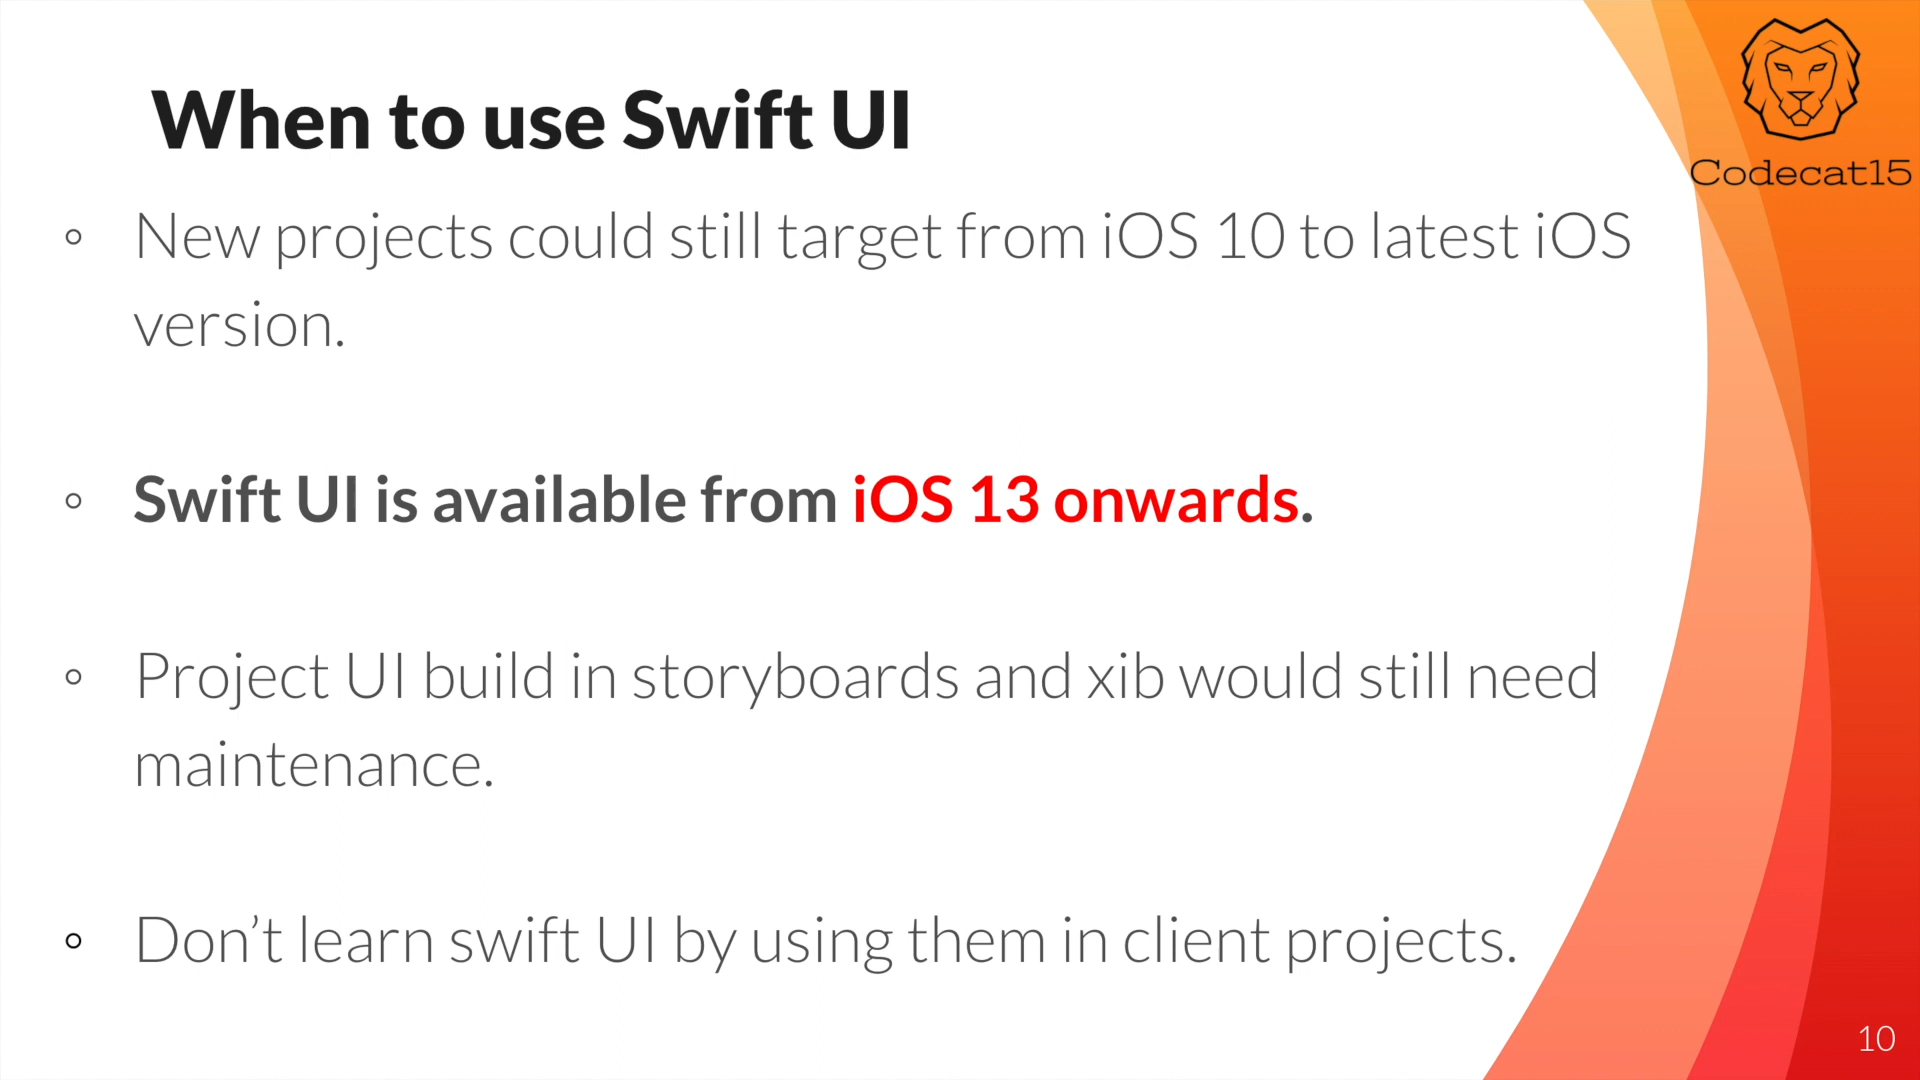 When to use Swift UI
Codecat15
◦ New projects could still target from iOS 10 to latest iOS
version.
◦ Swift UI is available from iOS 13 onwards.
◦ Project UI build in storyboards and xib would still need
maintenance.
◦ Don’t learn swift UI by using them in client projects.
10